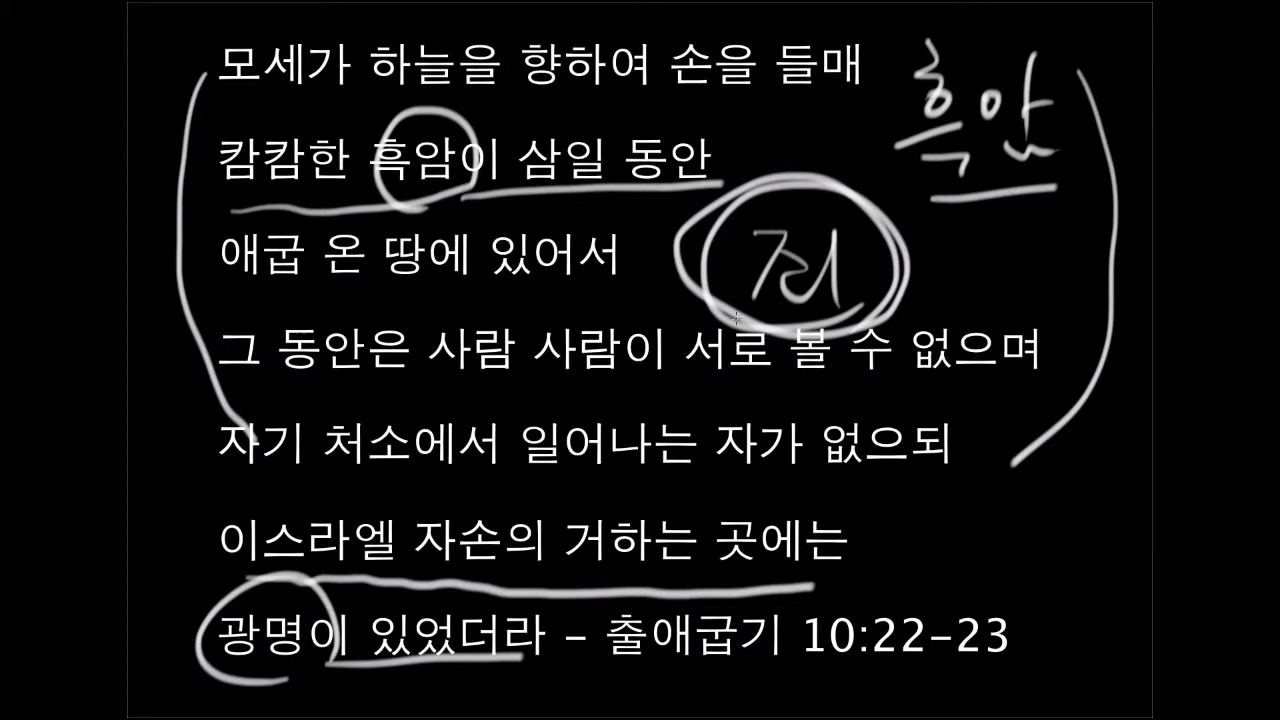 모세가 하늘을 향하여 손을 들매
흑암
캄캄한 흑암이 삼일 동안
애굽 온 땅에 있어서
죄
그 동안은 사람 사람이 서로 볼 수 없으며
자기 처소에서 일어나는 자가 없으되
이스라엘 자손의 거하는 곳에는
광명이 있었더라 - 출애굽기 10:22-23